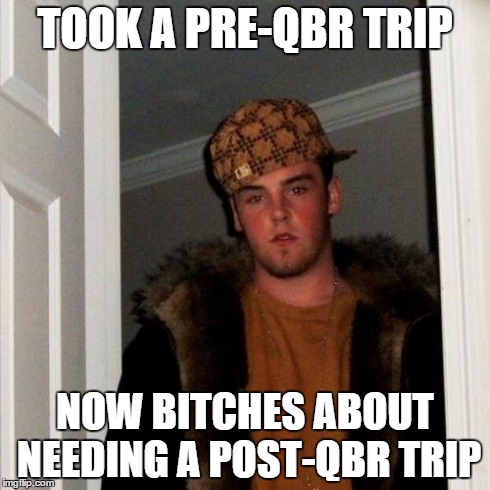 TOOK A PRE-QBR TRIP
NOW BITCHES ABOUT
NEEDING A POST-QBR TRIP
imgflip.com